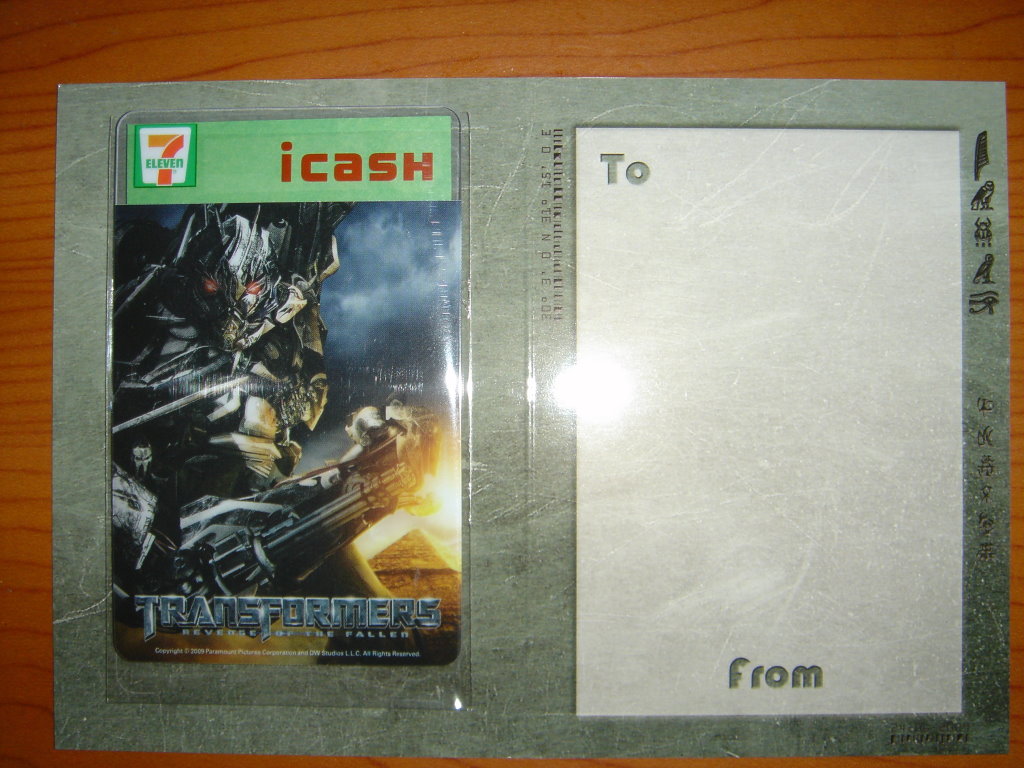 7
ELEVEN
icash
TRANSFORMERS
REVENGE OF THE FALLEN
Copyright © 2009 Paramount Pictures Corporation and DW Studios L.L.C. All Rights Reserved.
To
From